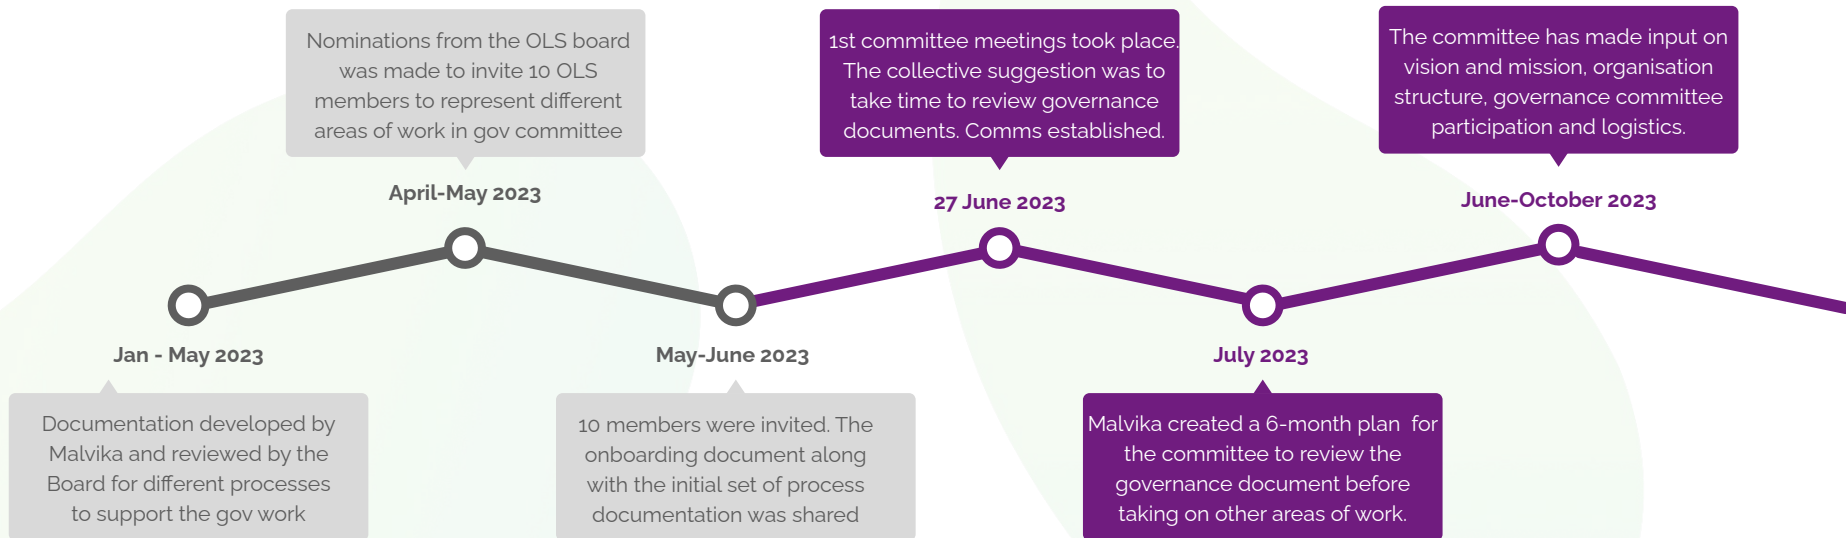 Nominations from the OLS board
was made to invite 10 OLS
members to represent different
areas of work in gov committee
April-May 2023
1st committee meetings took place.
The collective suggestion was to
take time to review governance
documents. Comms established.
27 June 2023
The committee has made input on
vision and mission, organisation
structure, governance committee
participation and logistics.
June-October 2023
Jan - May 2023
Documentation developed by
Malvika and reviewed by the
Board for different processes
to support the gov work
May-June 2023
10 members were invited. The
onboarding document along
with the initial set of process
documentation was shared
July 2023
Malvika created a 6-month plan  for
the committee to review the
governance document before
taking on other areas of work.